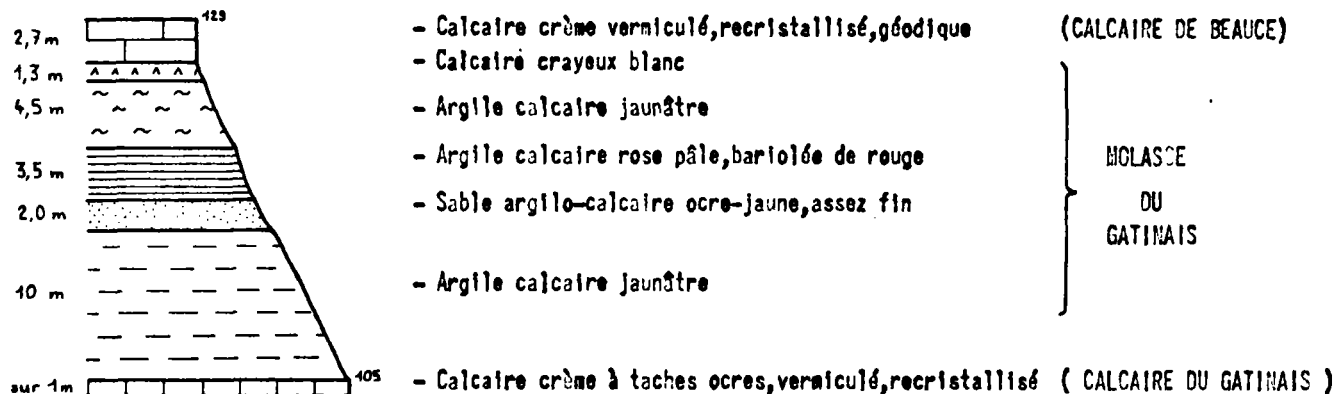 129
2,7 m - Calcaire crème vermiculé,recristallisé,géodique (CALCAIRE DE BEAUCE)
1,3 m - Calcaire crayeux blanc
4,5 m - Argile calcaire jaunâtre
3,5 m - Argile calcaire rose pâle,bariolée de rouge
MOLASSE
2,0 m - Sable argilo-calcaire ocre-jaune,assez fin
DU
GATINAIS
10 m - Argile calcaire jaunâtre
105
sur 1m - Calcaire crème à taches ocres,vermiculé,recristallisé ( CALCAIRE DU GATINAIS )